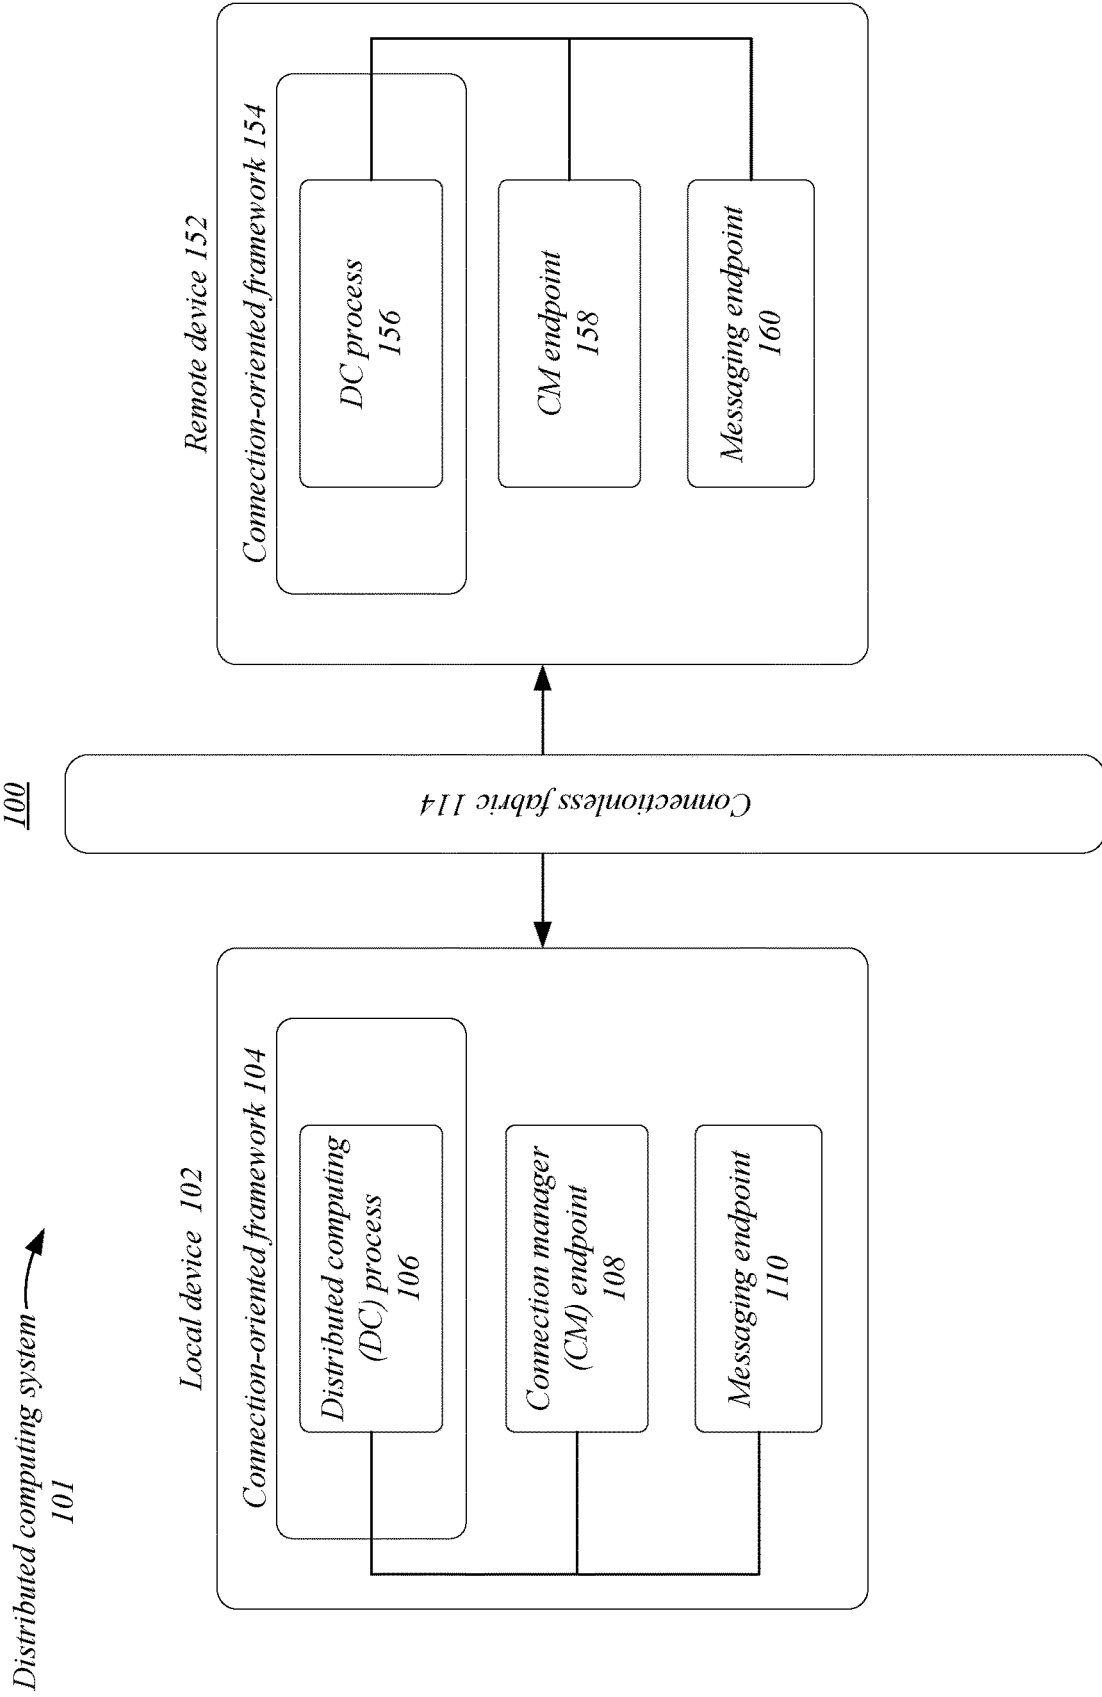 100
Distributed computing system
101
Local device 102
Connection-oriented framework 104
Distributed computing
(DC) process
106
Connection manager
(CM) endpoint
108
Messaging endpoint
110
Connectionless fabric 114
Remote device 152
Connection-oriented framework 154
DC process
156
CM endpoint
158
Messaging endpoint
160